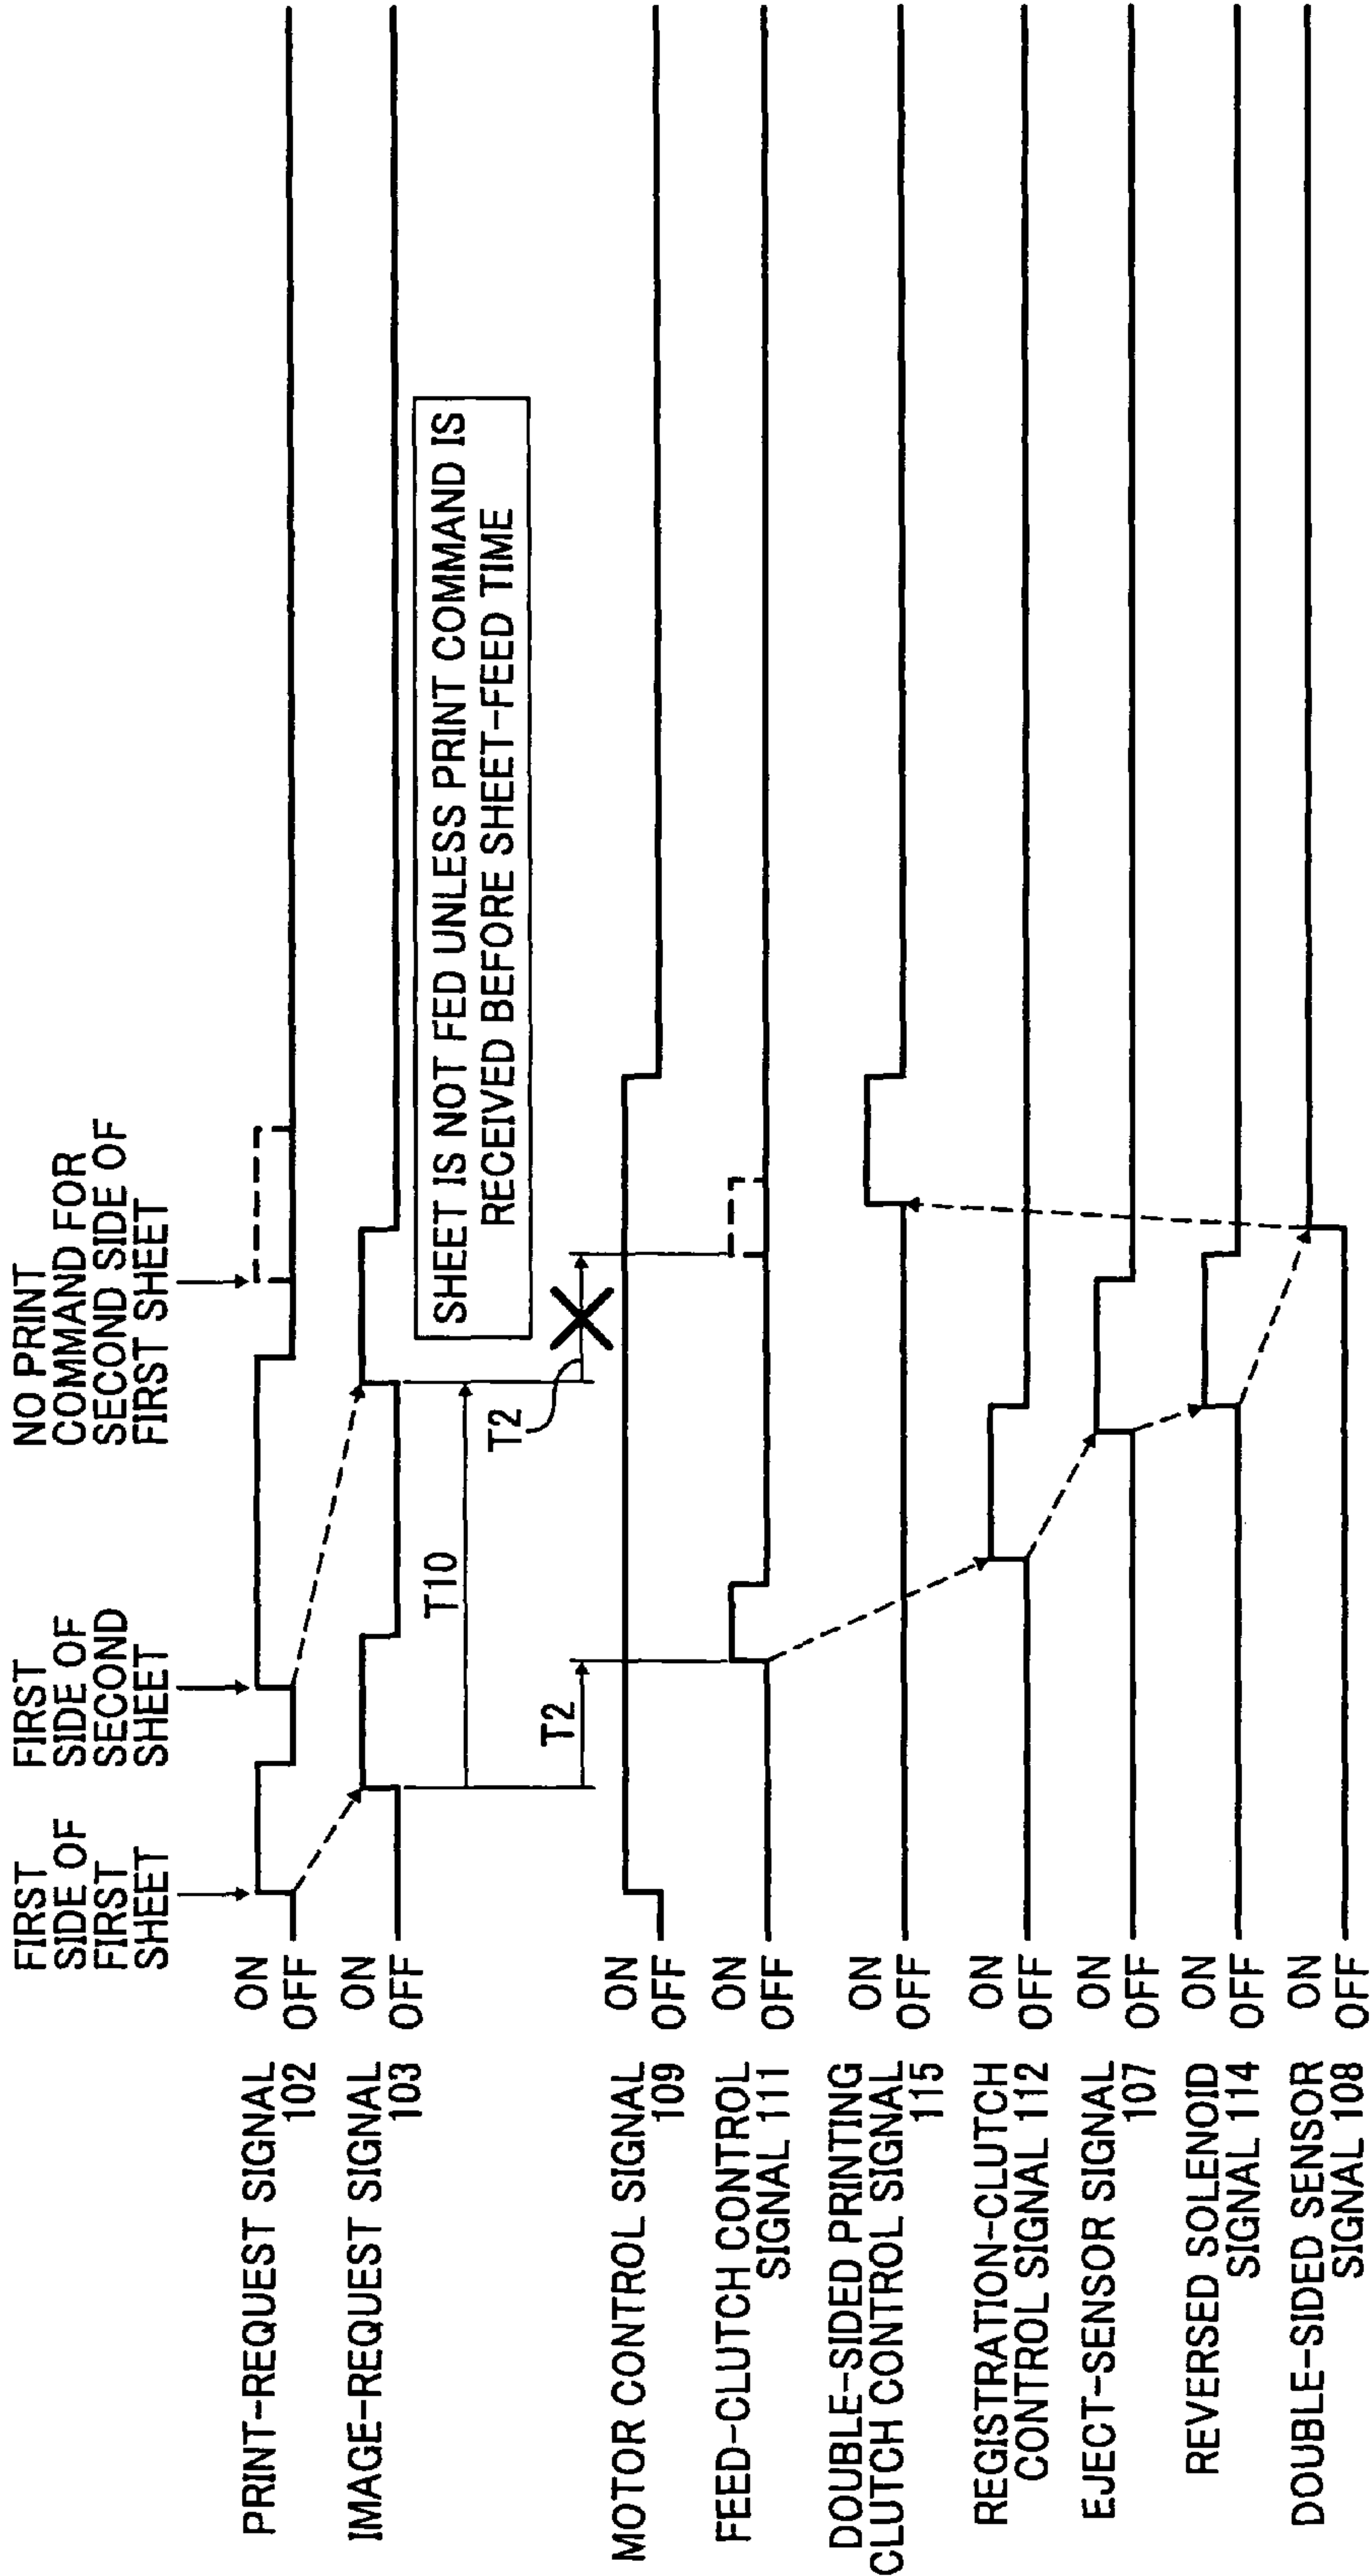 FIRST
SIDE OF
FIRST
SHEET
FIRST
SIDE OF
SECOND
SHEET
NO PRINT
COMMAND FOR
SECOND SIDE OF
FIRST SHEET
PRINT-REQUEST SIGNAL
102
ON
OFF
IMAGE-REQUEST SIGNAL
103
ON
OFF
SHEET IS NOT FED UNLESS PRINT COMMAND IS
RECEIVED BEFORE SHEET-FEED TIME
T10
T2
T2
MOTOR CONTROL SIGNAL
109
ON
OFF
FEED-CLUTCH CONTROL
SIGNAL 111
ON
OFF
DOUBLE-SIDED PRINTING
CLUTCH CONTROL SIGNAL
115
ON
OFF
REGISTRATION-CLUTCH
CONTROL SIGNAL 112
ON
OFF
EJECT-SENSOR SIGNAL
107
ON
OFF
REVERSED SOLENOID
SIGNAL 114
ON
OFF
DOUBLE-SIDED SENSOR
SIGNAL 108
ON
OFF